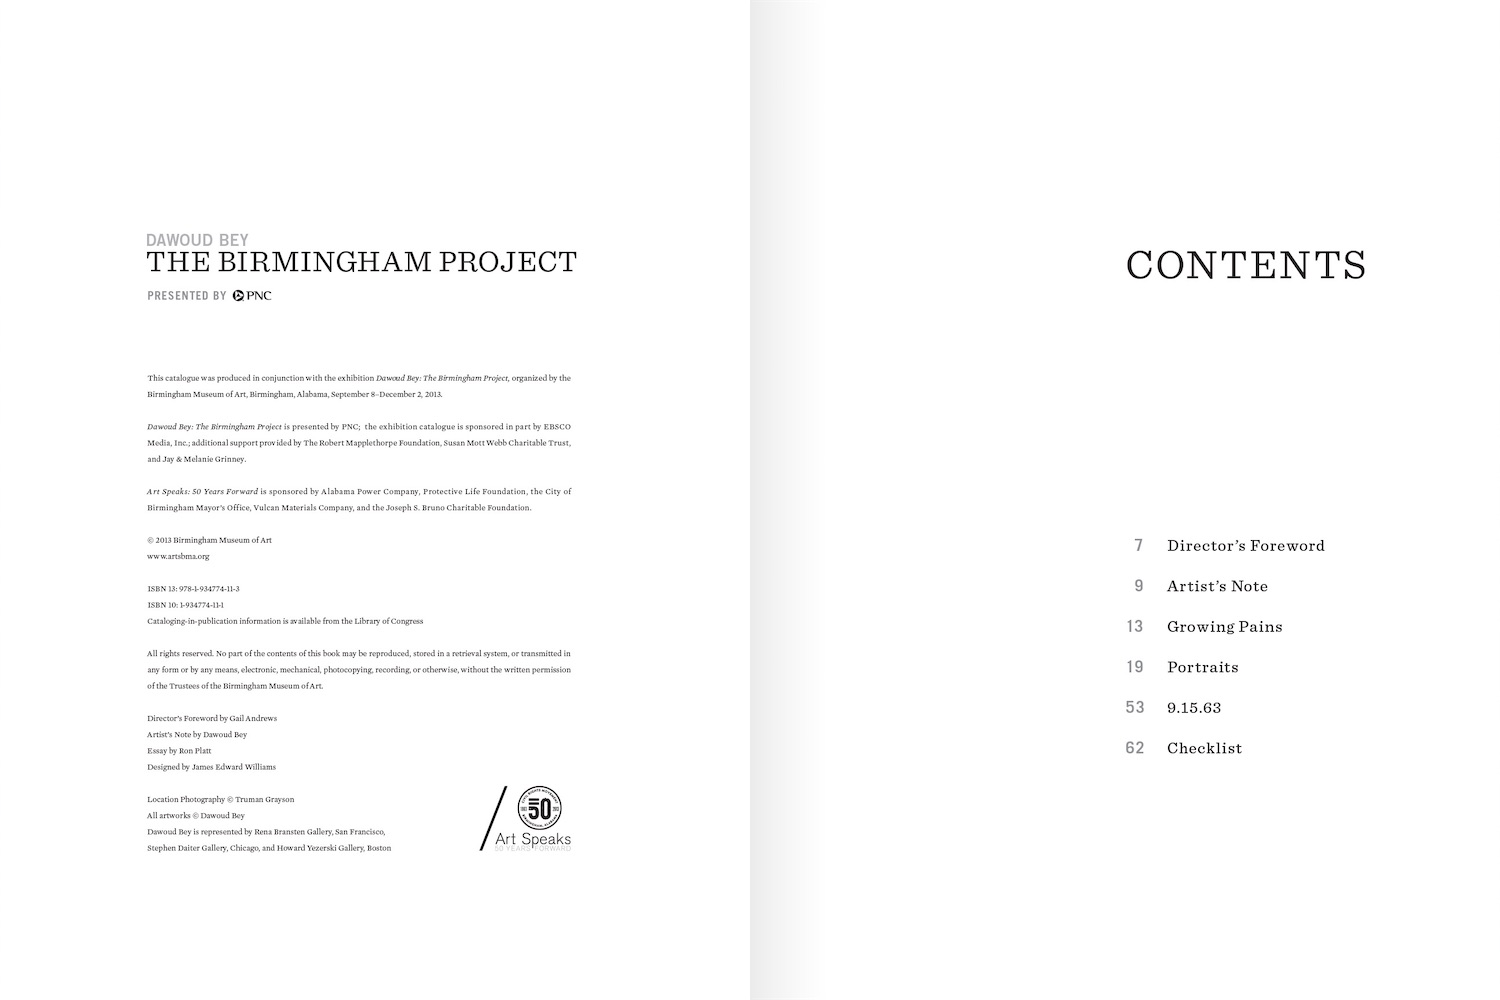 DAWOUD BEY
THE BIRMINGHAM PROJECT
PRESENTED BY PNC
This catalogue was produced in conjunction with the exhibition Dawoud Bey: The Birmingham Project, organized by the
Birmingham Museum of Art, Birmingham, Alabama, September 8–December 2, 2013.
Dawoud Bey: The Birmingham Project is presented by PNC; the exhibition catalogue is sponsored in part by EBSCO
Media, Inc.; additional support provided by The Robert Mapplethorpe Foundation, Susan Mott Webb Charitable Trust,
and Jay & Melanie Grinney.
Art Speaks: 50 Years Forward is sponsored by Alabama Power Company, Protective Life Foundation, the City of
Birmingham Mayor's Office, Vulcan Materials Company, and the Joseph S. Bruno Charitable Foundation.
© 2013 Birmingham Museum of Art
www.artsbma.org
ISBN 13: 978-1-934774-11-3
ISBN 10: 1-934774-11-1
Cataloging-in-publication information is available from the Library of Congress
All rights reserved. No part of the contents of this book may be reproduced, stored in a retrieval system, or transmitted in
any form or by any means, electronic, mechanical, photocopying, recording, or otherwise, without the written permission
of the Trustees of the Birmingham Museum of Art.
Director's Foreword by Gail Andrews
Artist's Note by Dawoud Bey
Essay by Ron Platt
Designed by James Edward Williams
Location Photography © Truman Grayson
All artworks © Dawoud Bey
Dawoud Bey is represented by Rena Bransten Gallery, San Francisco,
Stephen Daiter Gallery, Chicago, and Howard Yezerski Gallery, Boston
CIVIL RIGHTS MOVEMENT
50
BIRMINGHAM, ALABAMA
Art Speaks
50 YEARS FORWARD
CONTENTS
7 Director’s Foreword
9 Artist’s Note
13 Growing Pains
19 Portraits
53 9.15.63
62 Checklist